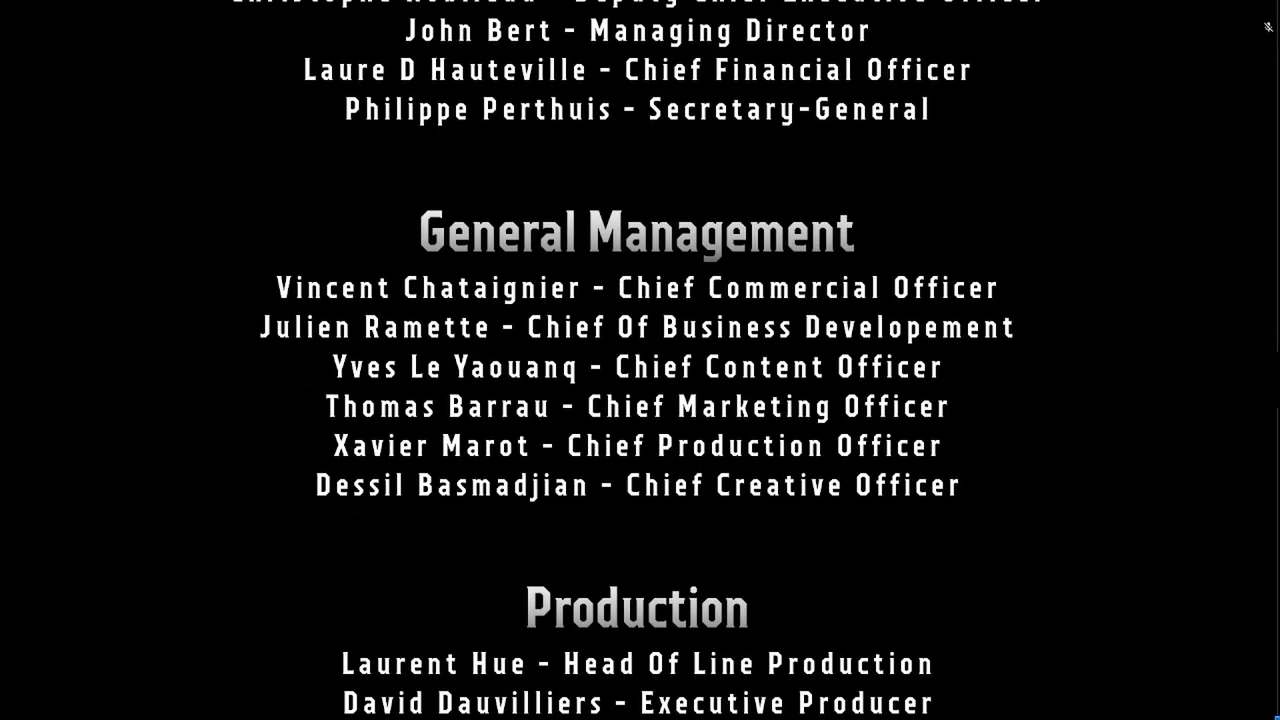 John Bert - Managing Director
Laure D Hauteville - Chief Financial Officer
Philippe Perthuis - Secretary-General
General Management
Vincent Chataignier - Chief Commercial Officer
Julien Ramette - Chief Of Business Developement
Yves Le Yaouanq - Chief Content Officer
Thomas Barrau - Chief Marketing Officer
Xavier Marot - Chief Production Officer
Dessil Basmadjian - Chief Creative Officer
Production
Laurent Hue - Head Of Line Production
David Dauvilliers - Executive Producer